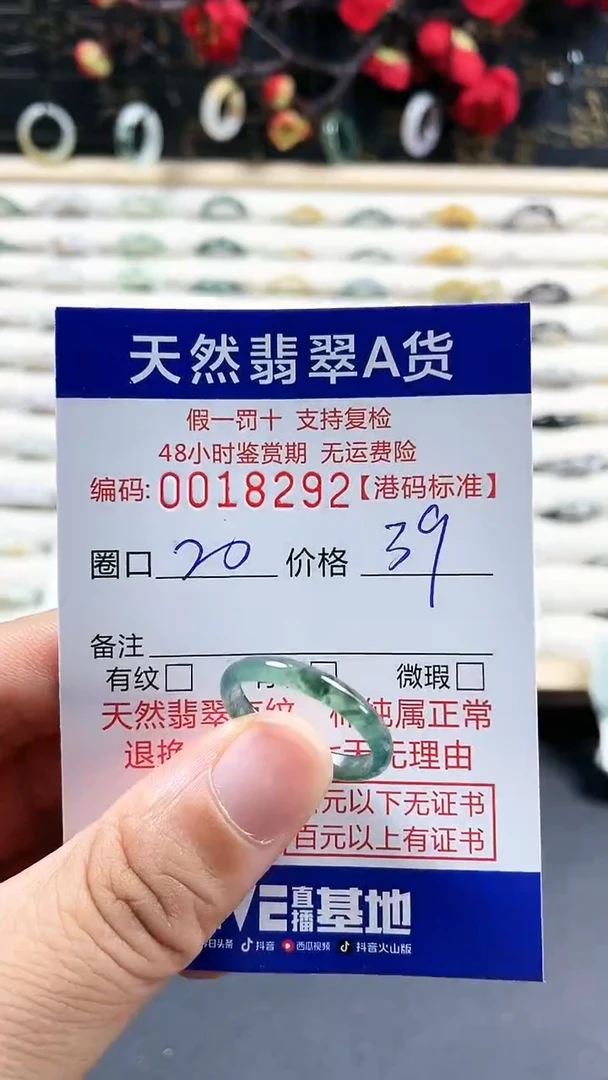 天然翡翠A货
假一罚十 支持复检
48小时鉴赏期 无运费险
编码:0018292【港码标准】
圈口 20 价格 39
备注
有纹 微瑕
天然翡翠 纯属正常
退换 无理由
元以下无证书
百元以上有证书
直播基地
今日头条 抖音 西瓜视频 抖音火山版